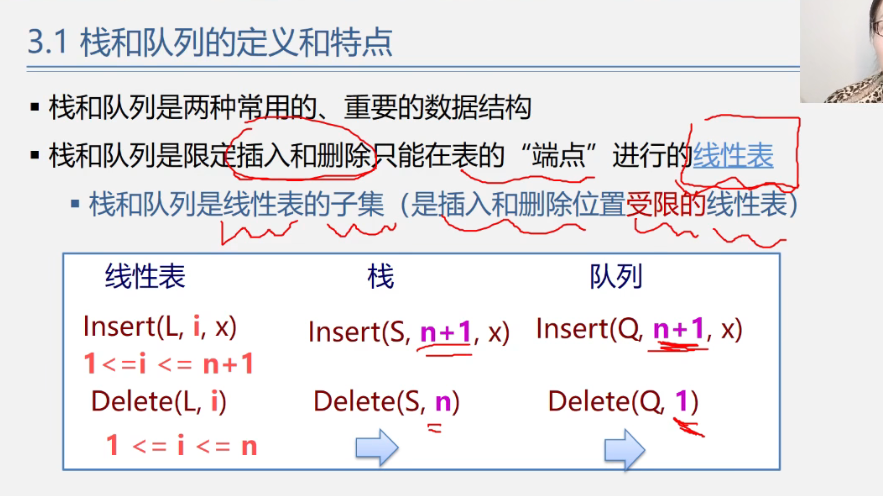 3.1 栈和队列的定义和特点
▪ 栈和队列是两种常用的、重要的数据结构
▪ 栈和队列是限定插入和删除只能在表的“端点”进行的线性表
▪ 栈和队列是线性表的子集（是插入和删除位置受限的线性表）
线性表 栈 队列
Insert(L, i, x) Insert(S, n+1, x) Insert(Q, n+1, x)
1<=i <= n+1
Delete(L, i) Delete(S, n) Delete(Q, 1)
1 <= i <= n